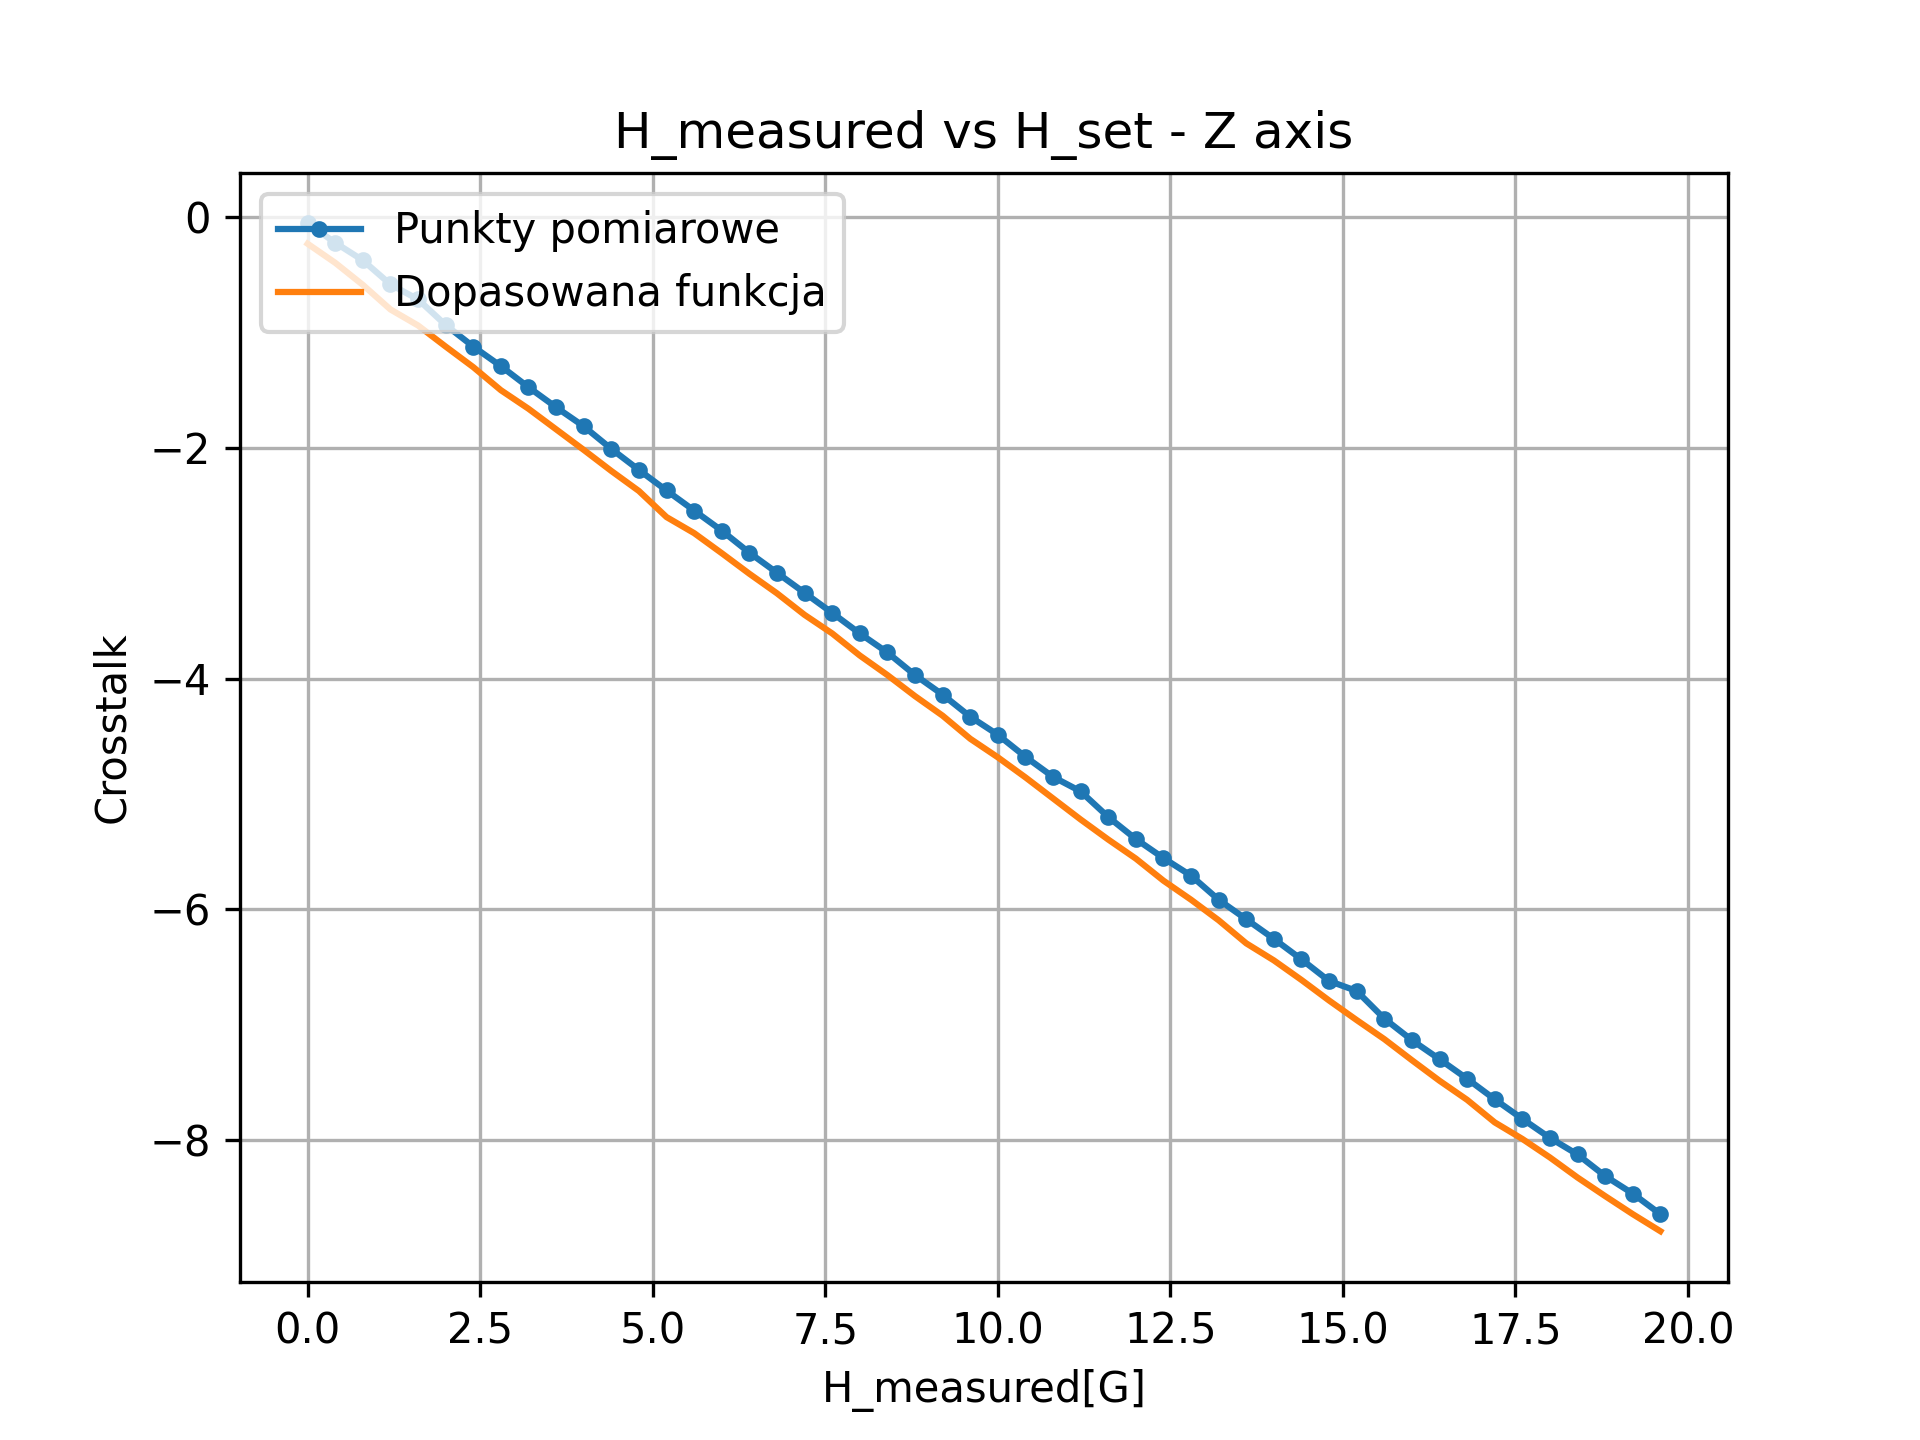 H_measured vs H_set - Z axis
Punkty pomiarowe
Dopasowana funkcja
0
−2
−4
−6
−8
Crosstalk
0.0 2.5 5.0 7.5 10.0 12.5 15.0 17.5 20.0
H_measured[G]